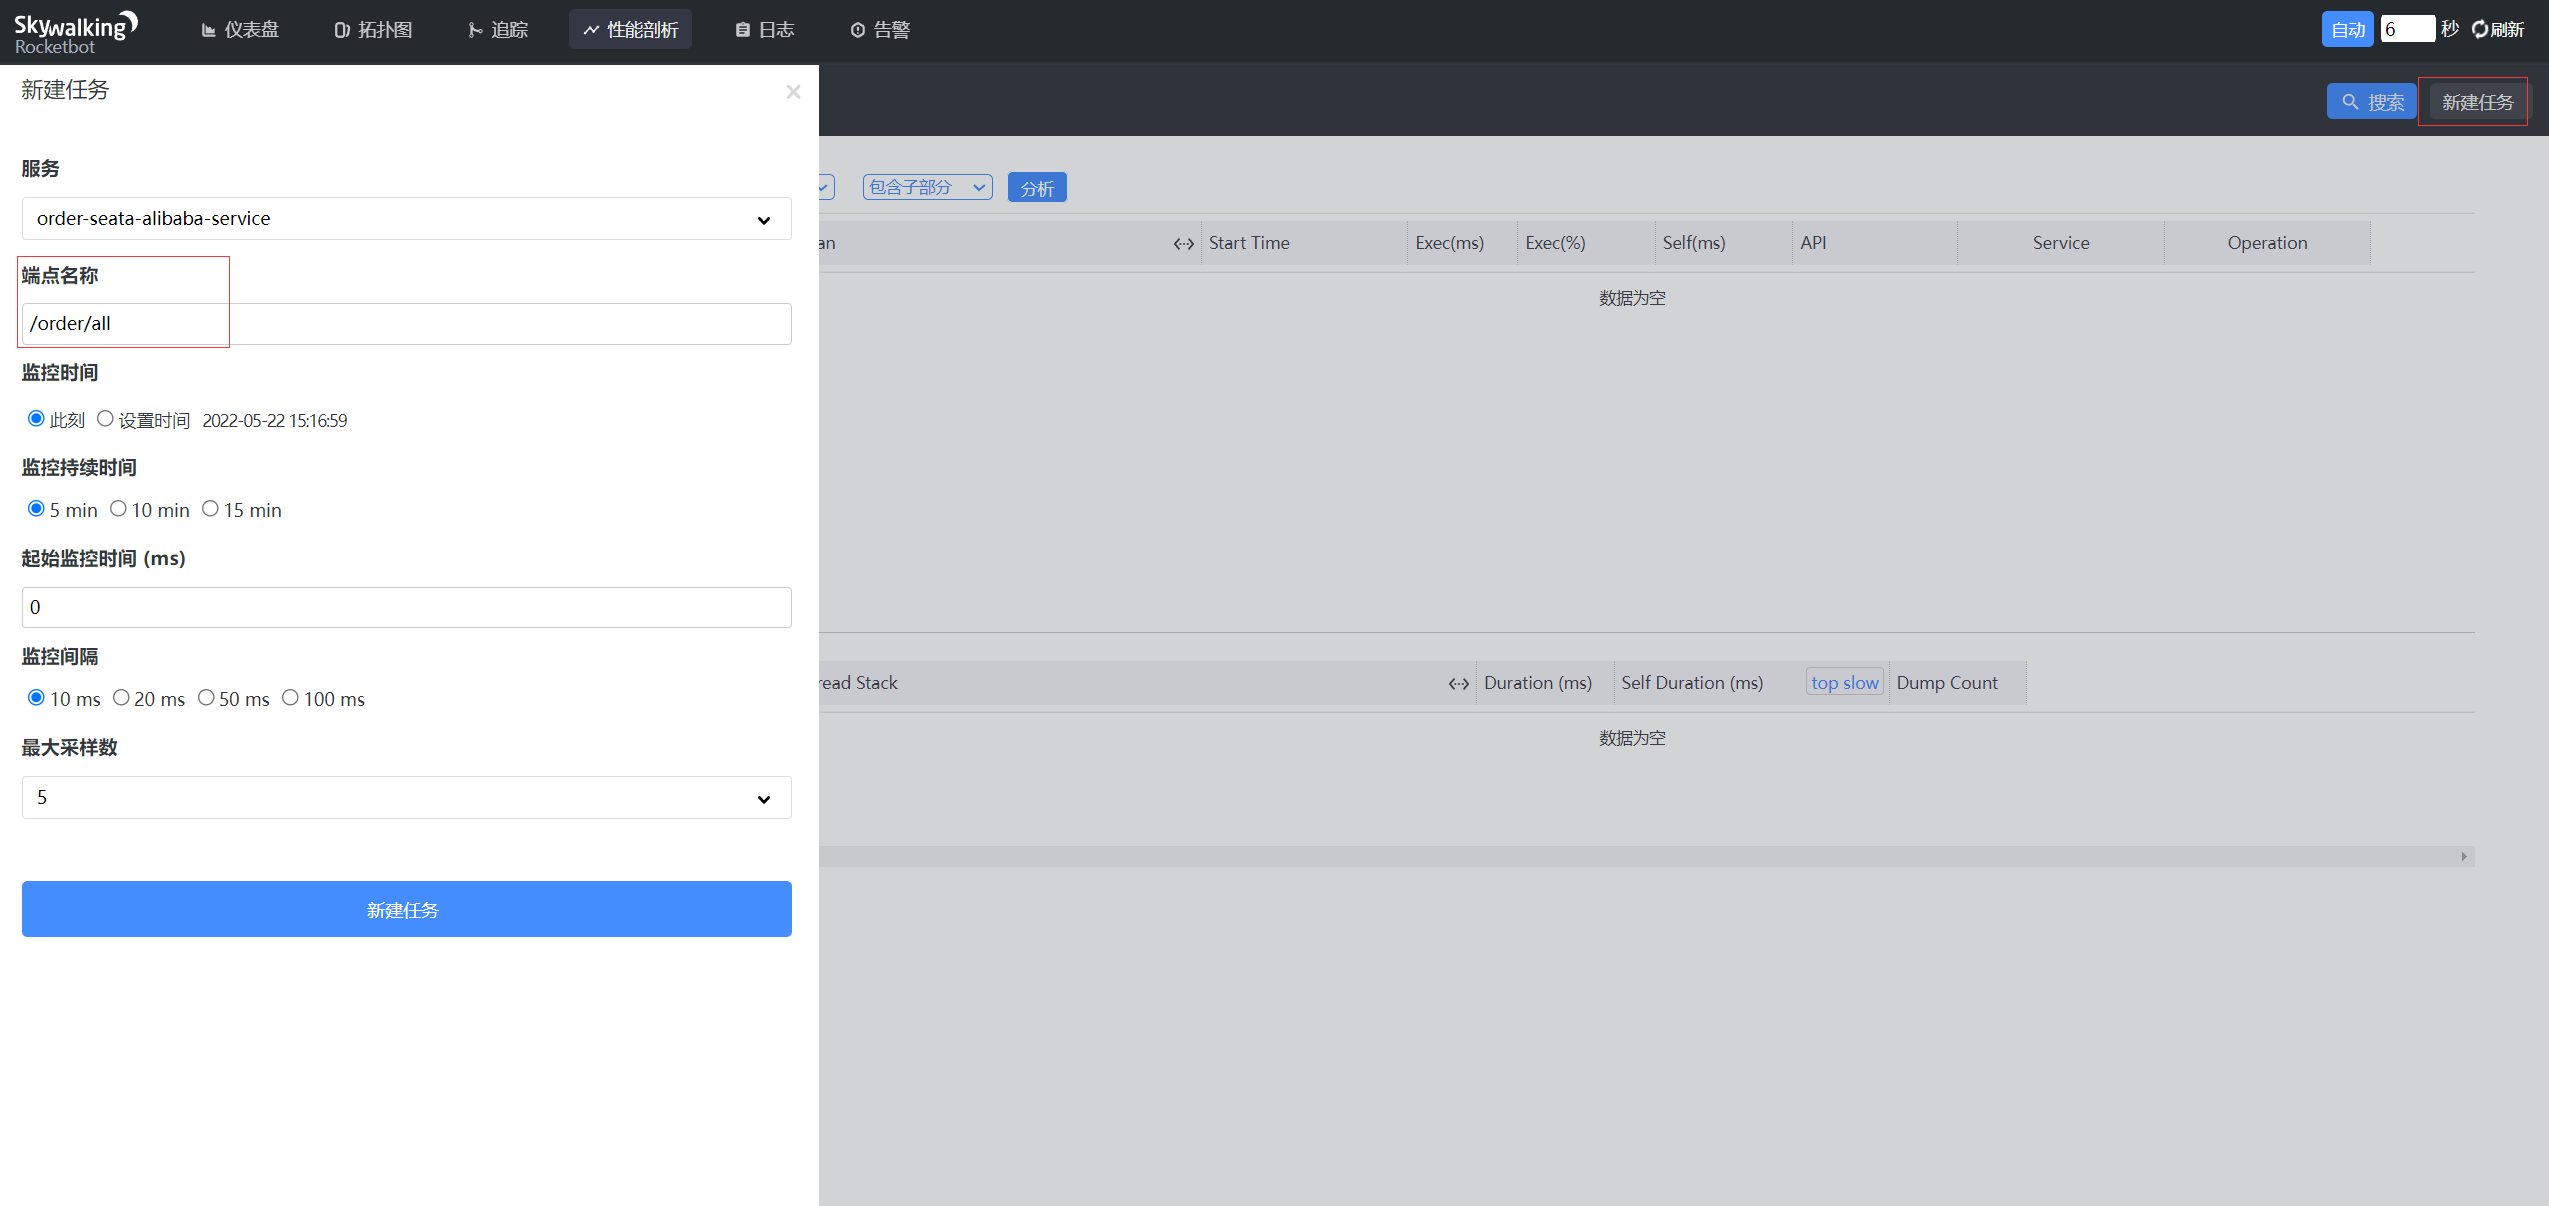 Skywalking
Rocketbot
仪表盘
拓扑图
追踪
性能剖析
日志
告警
自动
6
秒
刷新
新建任务
搜索
新建任务
服务
order-seata-alibaba-service
端点名称
/order/all
监控时间
此刻 设置时间 2022-05-22 15:16:59
监控持续时间
5 min 10 min 15 min
起始监控时间 (ms)
0
监控间隔
10 ms 20 ms 50 ms 100 ms
最大采样数
5
新建任务
包含子部分
分析
an
Start Time
Exec(ms)
Exec(%)
Self(ms)
API
Service
Operation
数据为空
read Stack
Duration (ms)
Self Duration (ms)
top slow
Dump Count
数据为空